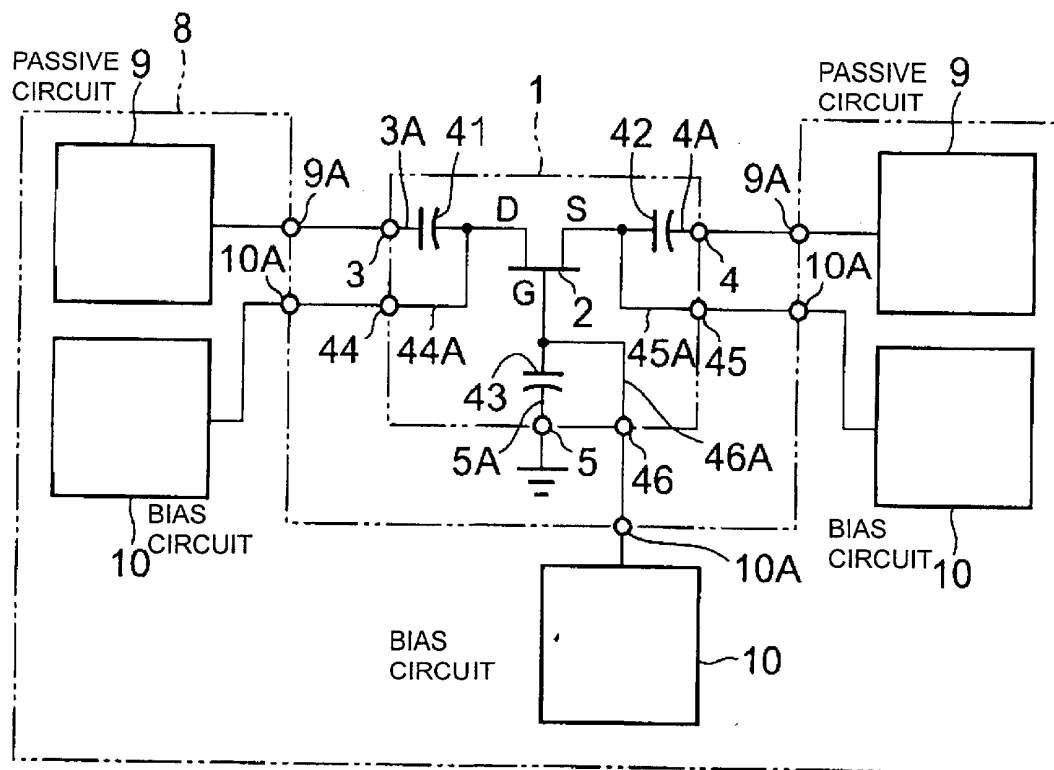 8
PASSIVE
CIRCUIT
9
1
PASSIVE
CIRCUIT
9
3A
41
42
4A
9A
9A
D
S
3
4
10A
10A
G
2
44
44A
45A
45
43
5A
5
46
46A
BIAS
CIRCUIT
10
10A
BIAS
CIRCUIT
10
BIAS
CIRCUIT
10